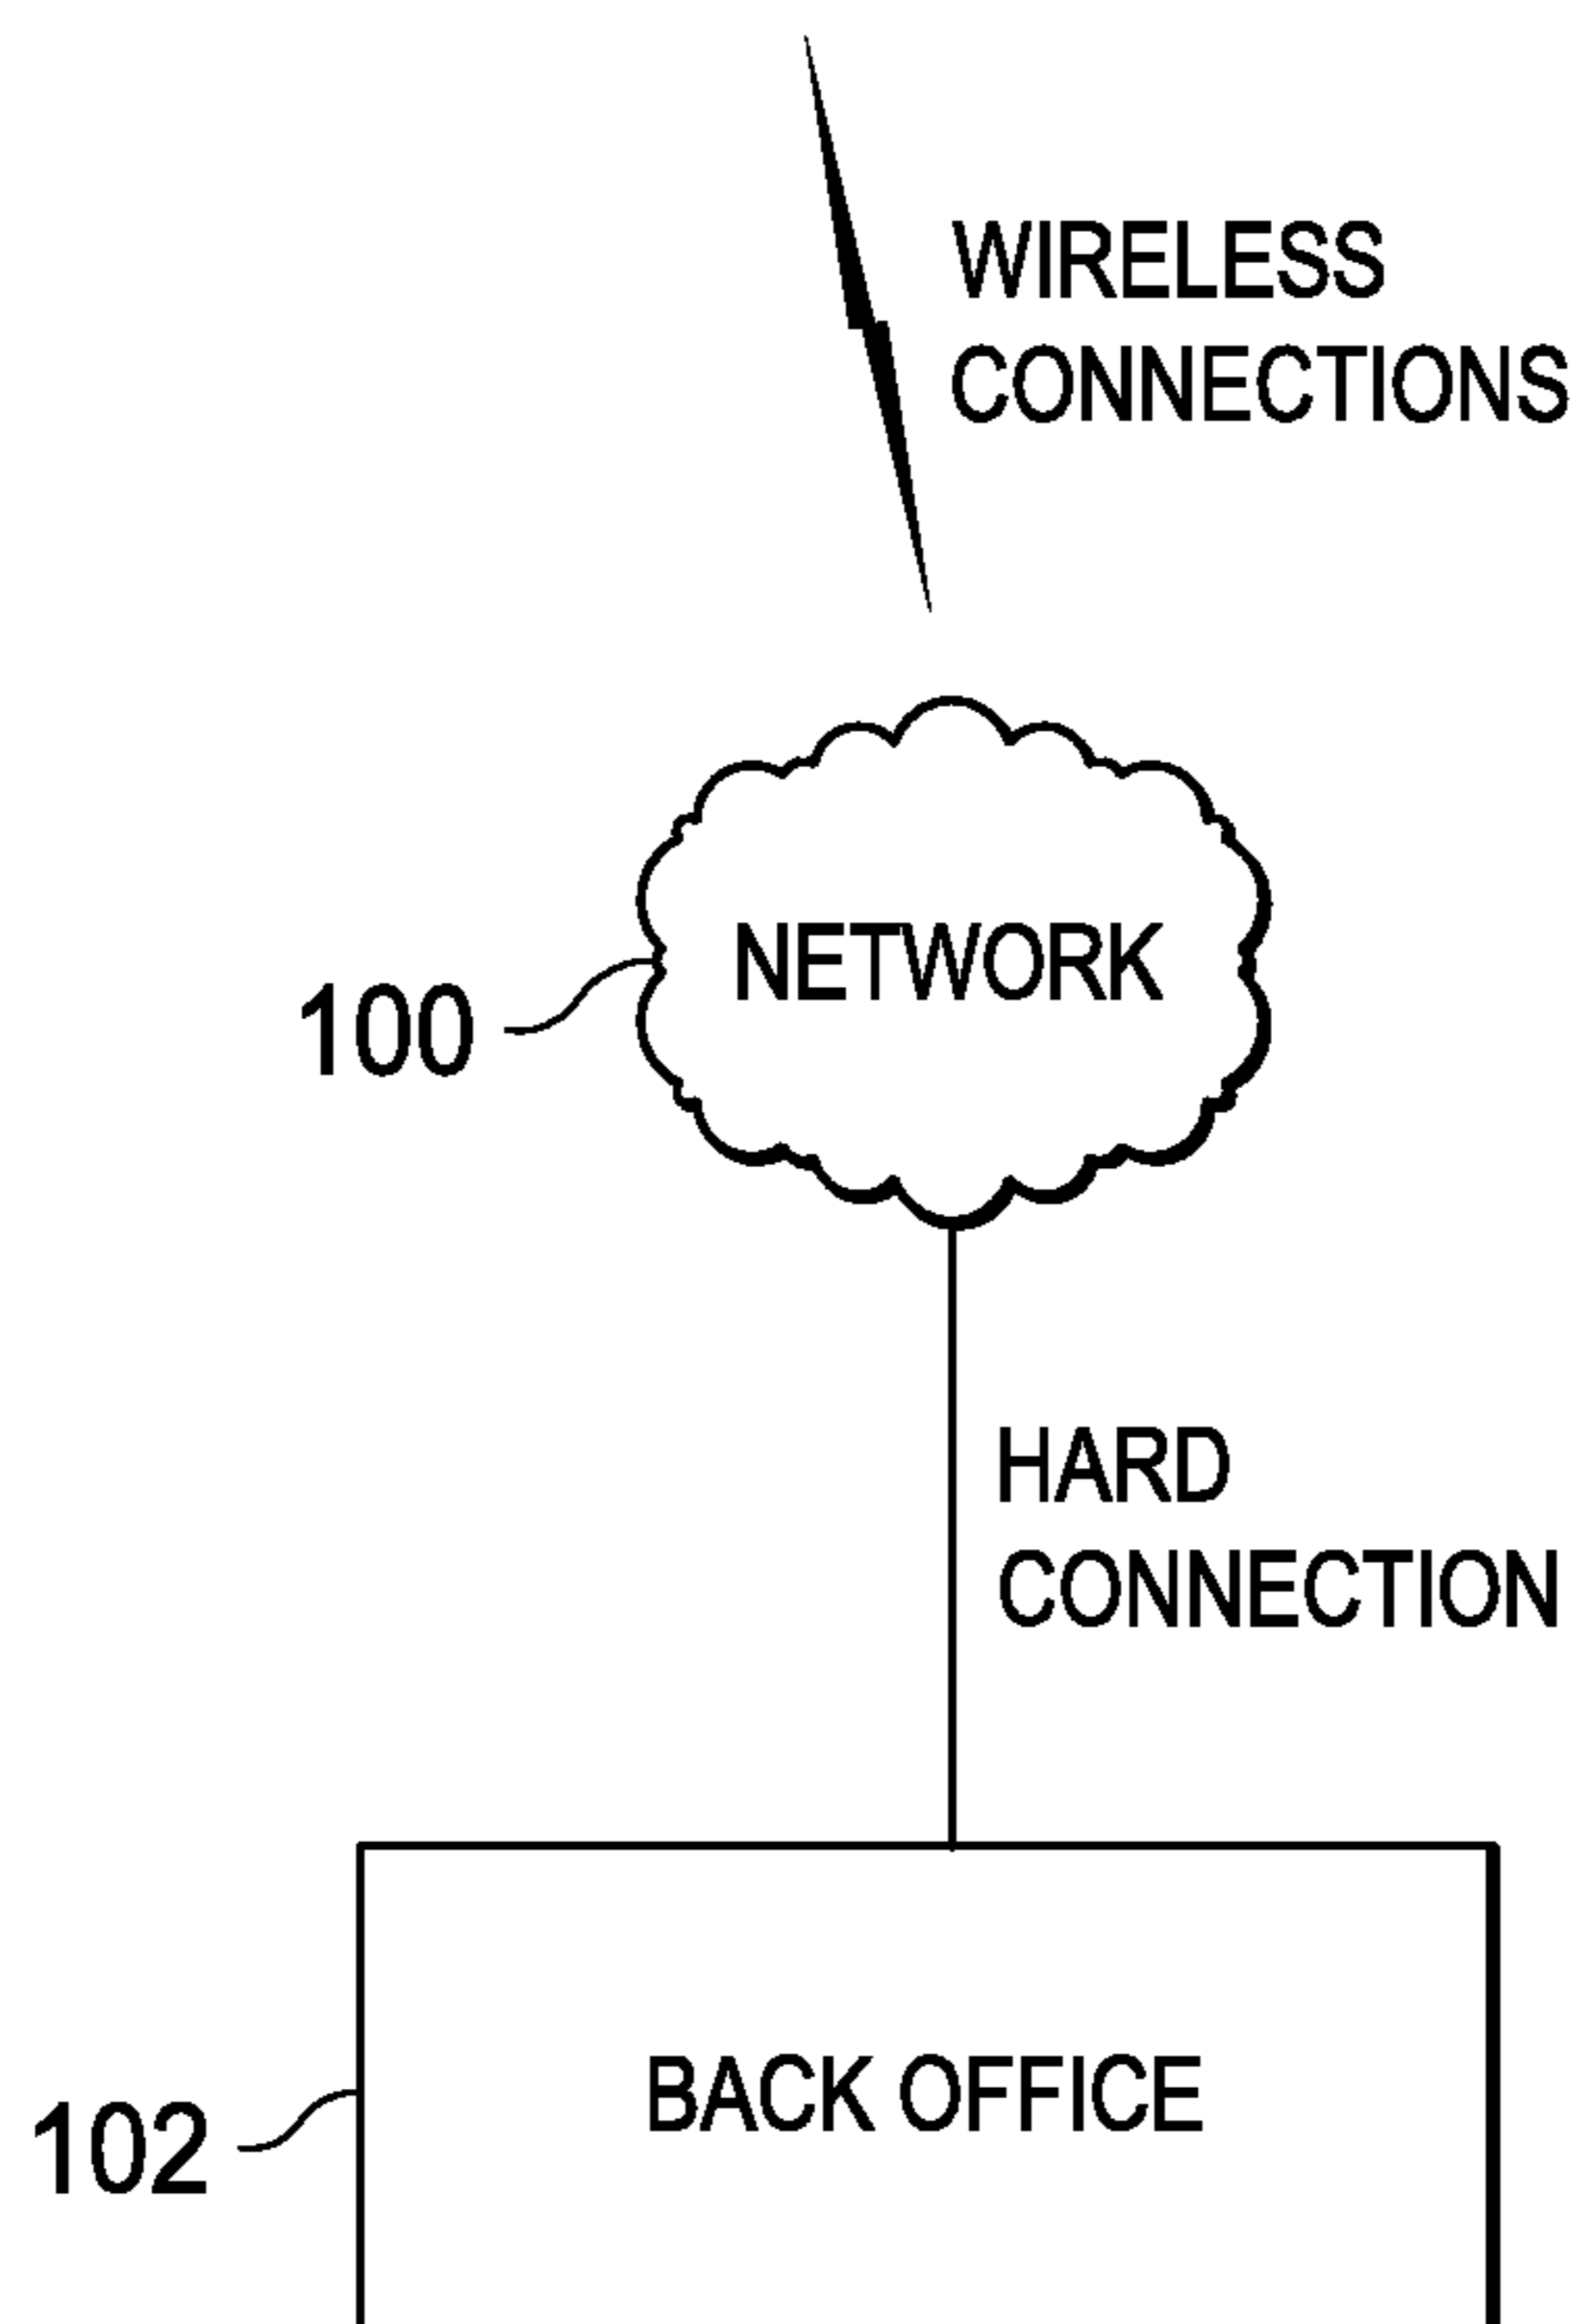 WIRELESS
CONNECTIONS
NETWORK
100
HARD
CONNECTION
BACK OFFICE
102